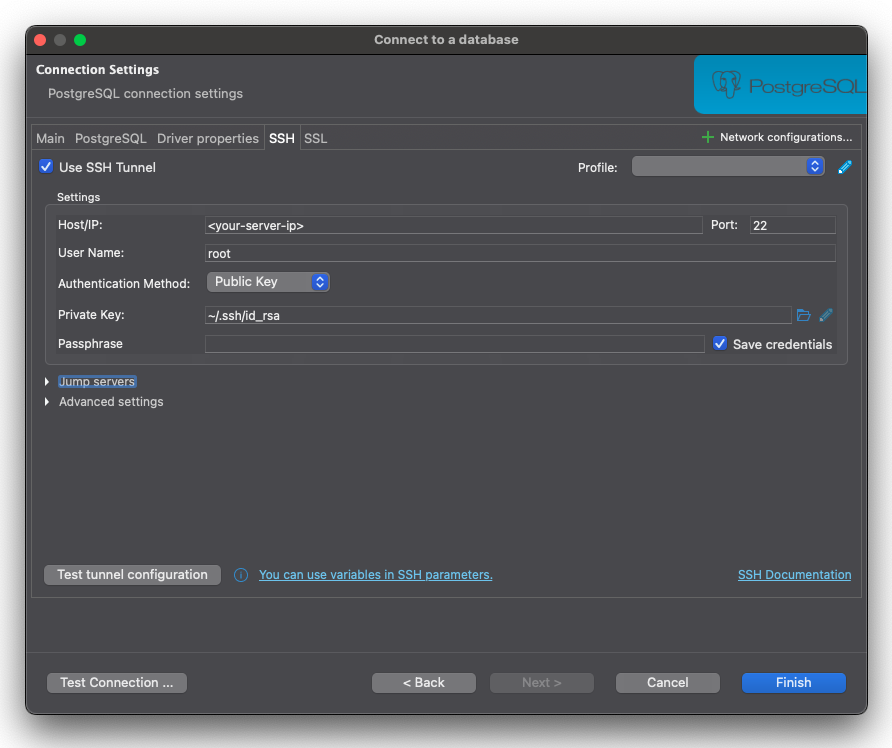 Connect to a database
Connection Settings
PostgreSQL connection settings
PostgreSQL
Main PostgreSQL Driver properties SSH SSL Network configurations...
Use SSH Tunnel Profile:
Settings
Host/IP: <your-server-ip> Port: 22
User Name: root
Authentication Method: Public Key
Private Key: ~/.ssh/id_rsa
Passphrase Save credentials
Jump servers
Advanced settings
Test tunnel configuration You can use variables in SSH parameters. SSH Documentation
Test Connection ... < Back Next > Cancel Finish